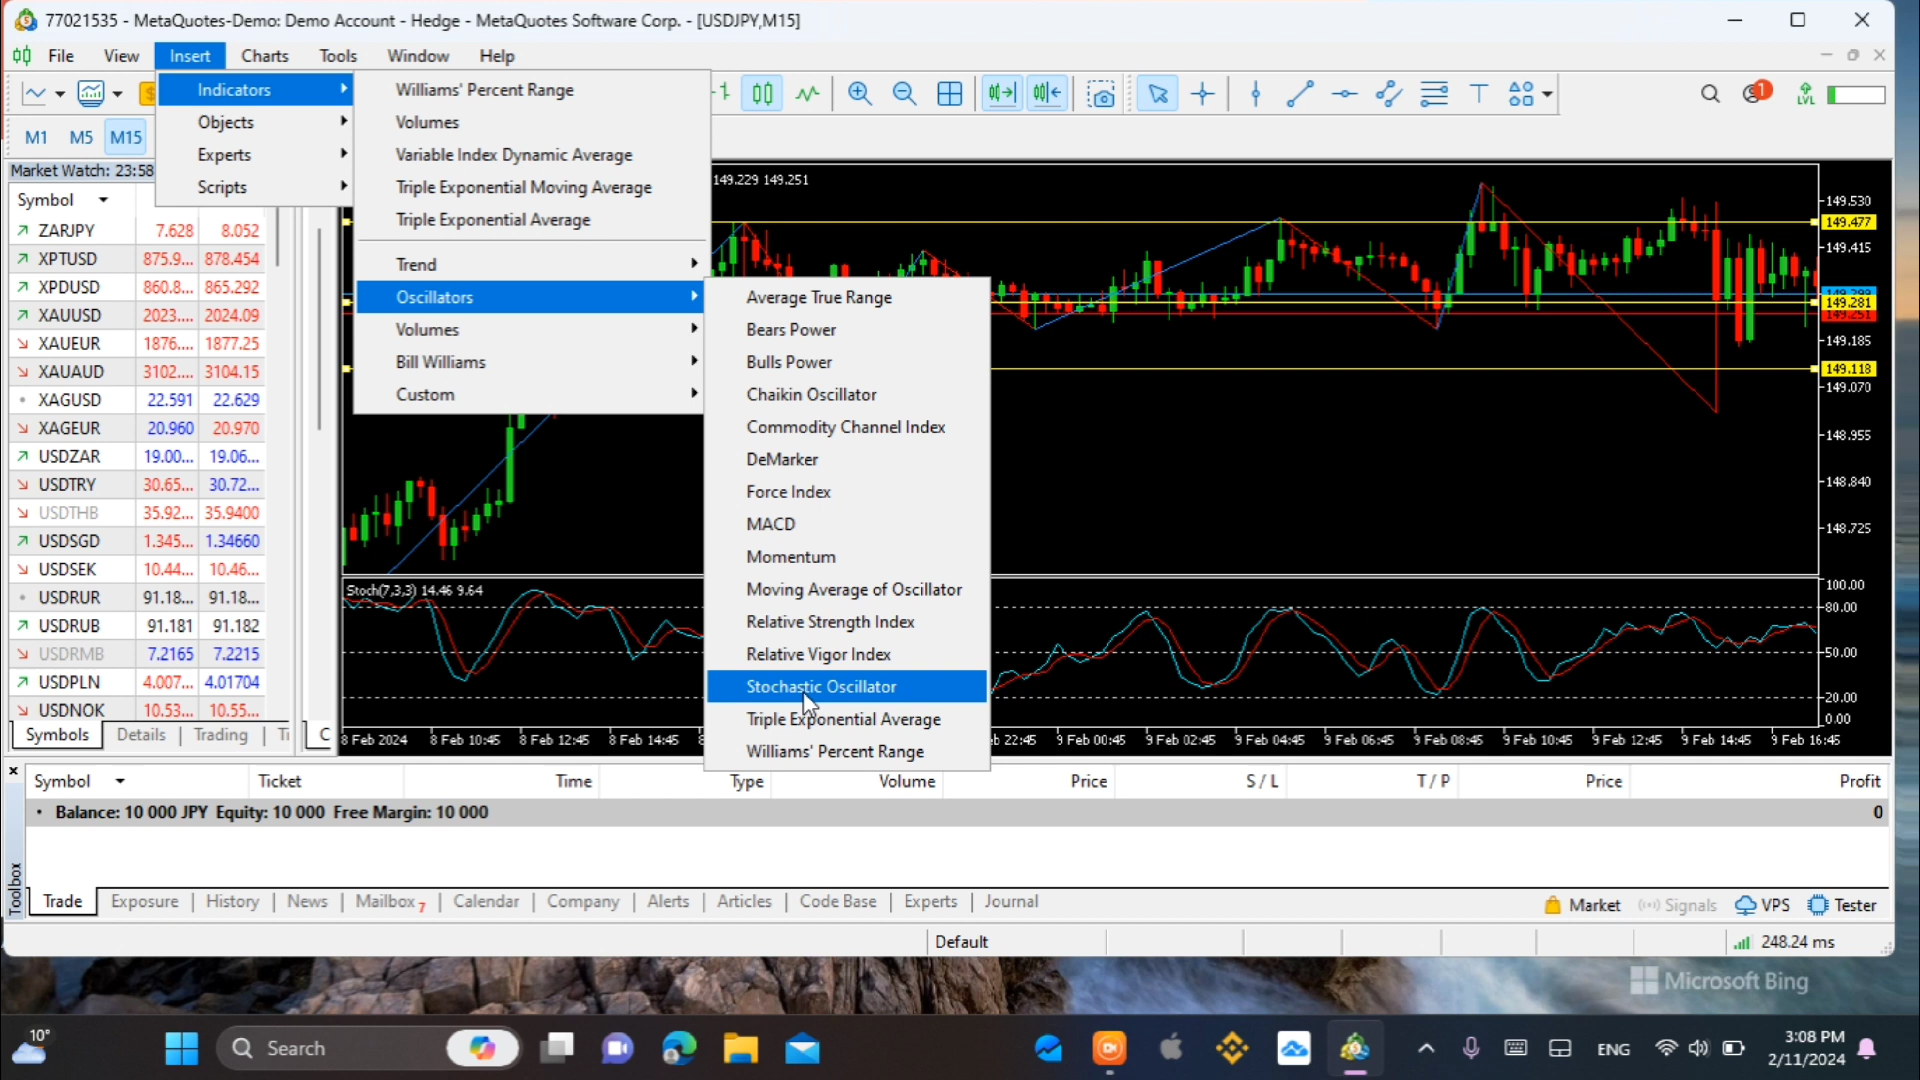 77021535 - MetaQuotes-Demo: Demo Account - Hedge - MetaQuotes Software Corp. - [USDJPY,M15]
File View Insert Charts Tools Window Help
M1 M5 M15
Indicators
Objects
Experts
Scripts
Williams' Percent Range
Volumes
Variable Index Dynamic Average
Triple Exponential Moving Average
Triple Exponential Average
Trend
Oscillators
Volumes
Bill Williams
Custom
Average True Range
Bears Power
Bulls Power
Chaikin Oscillator
Commodity Channel Index
DeMarker
Force Index
MACD
Momentum
Moving Average of Oscillator
Relative Strength Index
Relative Vigor Index
Stochastic Oscillator
Triple Exponential Average
Williams' Percent Range
LVL
1
Market Watch: 23:58
Symbol
ZARJPY 7.628 8.052
XPTUSD 875.9... 878.454
XPDUSD 860.8... 865.292
XAUUSD 2023.... 2024.09
XAUEUR 1876.... 1877.25
XAUAUD 3102.... 3104.15
XAGUSD 22.591 22.629
XAGEUR 20.960 20.970
USDZAR 19.00... 19.06...
USDTRY 30.65... 30.72...
USDTHB 35.92... 35.9400
USDSGD 1.345... 1.34660
USDSEK 10.44... 10.46...
USDRUR 91.18... 91.18...
USDRUB 91.181 91.182
USDRMB 7.2165 7.2215
USDPLN 4.007... 4.01704
USDNOK 10.53... 10.55...
Symbols Details Trading Ti C
149.229 149.251
149.530
149.477
149.415
149.281
149.251
149.185
149.118
149.070
148.955
148.840
148.725
Stoch(7,3,3) 14.46 9.64
100.00
80.00
50.00
20.00
0.00
8 Feb 2024 8 Feb 10:45 8 Feb 12:45 8 Feb 14:45 22:45 9 Feb 00:45 9 Feb 02:45 9 Feb 04:45 9 Feb 06:45 9 Feb 08:45 9 Feb 10:45 9 Feb 12:45 9 Feb 14:45 9 Feb 16:45
Symbol Ticket Time Type Volume Price S / L T / P Price Profit
Balance: 10 000 JPY Equity: 10 000 Free Margin: 10 000 0
Toolbox
Trade Exposure History News Mailbox 7 Calendar Company Alerts Articles Code Base Experts Journal
Market Signals VPS Tester
Default 248.24 ms
Microsoft Bing
10°
Search
ENG
3:08 PM
2/11/2024